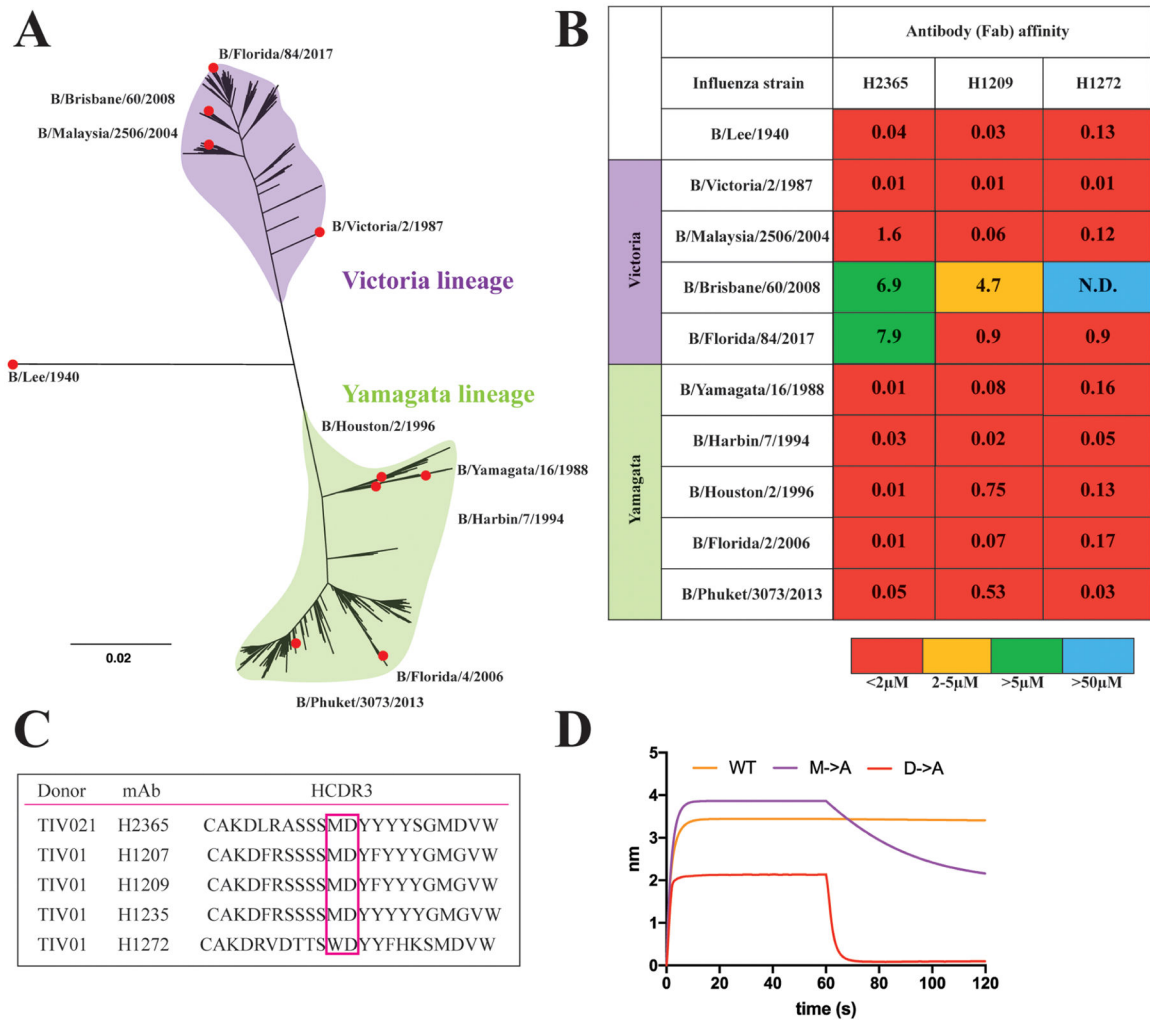 A
B/Florida/84/2017
B/Brisbane/60/2008
B/Malaysia/2506/2004
B/Victoria/2/1987
Victoria lineage
B/Lee/1940
Yamagata lineage
B/Houston/2/1996
B/Yamagata/16/1988
B/Harbin/7/1994
0.02
B/Florida/4/2006
B/Phuket/3073/2013
B
Antibody (Fab) affinity
Influenza strain H2365 H1209 H1272
B/Lee/1940 0.04 0.03 0.13
Victoria
B/Victoria/2/1987 0.01 0.01 0.01
B/Malaysia/2506/2004 1.6 0.06 0.12
B/Brisbane/60/2008 6.9 4.7 N.D.
B/Florida/84/2017 7.9 0.9 0.9
Yamagata
B/Yamagata/16/1988 0.01 0.08 0.16
B/Harbin/7/1994 0.03 0.02 0.05
B/Houston/2/1996 0.01 0.75 0.13
B/Florida/2/2006 0.01 0.07 0.17
B/Phuket/3073/2013 0.05 0.53 0.03
<2μM 2-5μM >5μM >50μM
C
Donor mAb HCDR3
TIV021 H2365 CAKDLRASSSMDYYYYSGMDVW
TIV01 H1207 CAKDFRSSSSMDYFYYYGMGVW
TIV01 H1209 CAKDFRSSSSMDYFYYYGMGVW
TIV01 H1235 CAKDFRSSSSMDYYYYYGMDVW
TIV01 H1272 CAKDRVDTTSWDYYFHKSMDVW
D
WT M->A D->A
nm
5
4
3
2
1
0
0 20 40 60 80 100 120
time (s)